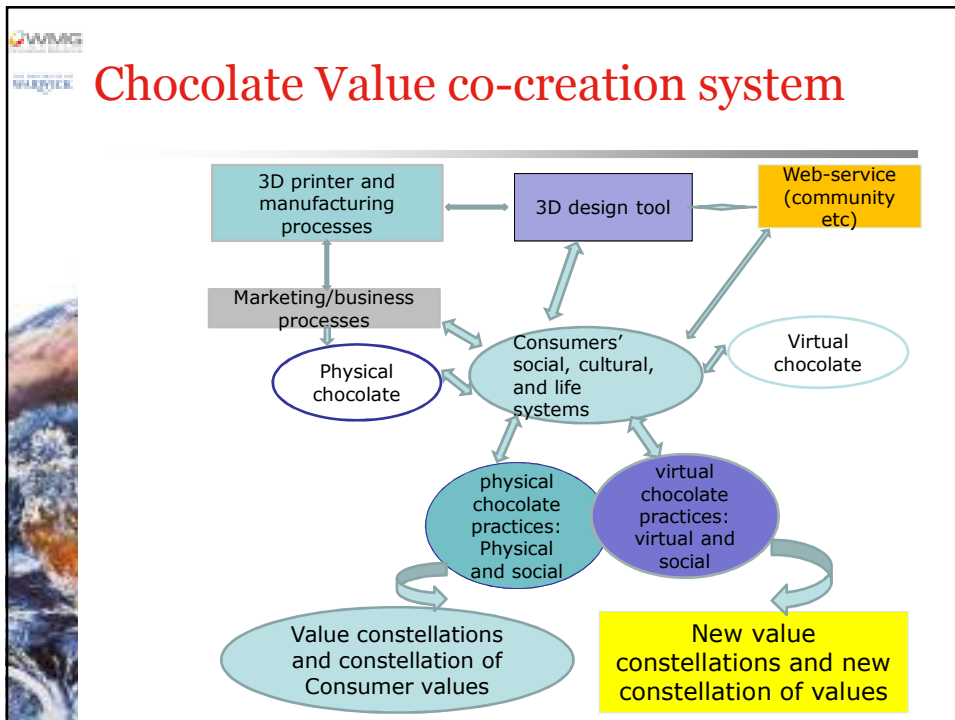 WMG
WARWICK
Chocolate Value co-creation system
3D printer and
manufacturing
processes
3D design tool
Web-service
(community
etc)
Marketing/business
processes
Physical
chocolate
Consumers’
social, cultural,
and life
systems
Virtual
chocolate
physical
chocolate
practices:
Physical
and social
virtual
chocolate
practices:
virtual and
social
Value constellations
and constellation of
Consumer values
New value
constellations and new
constellation of values